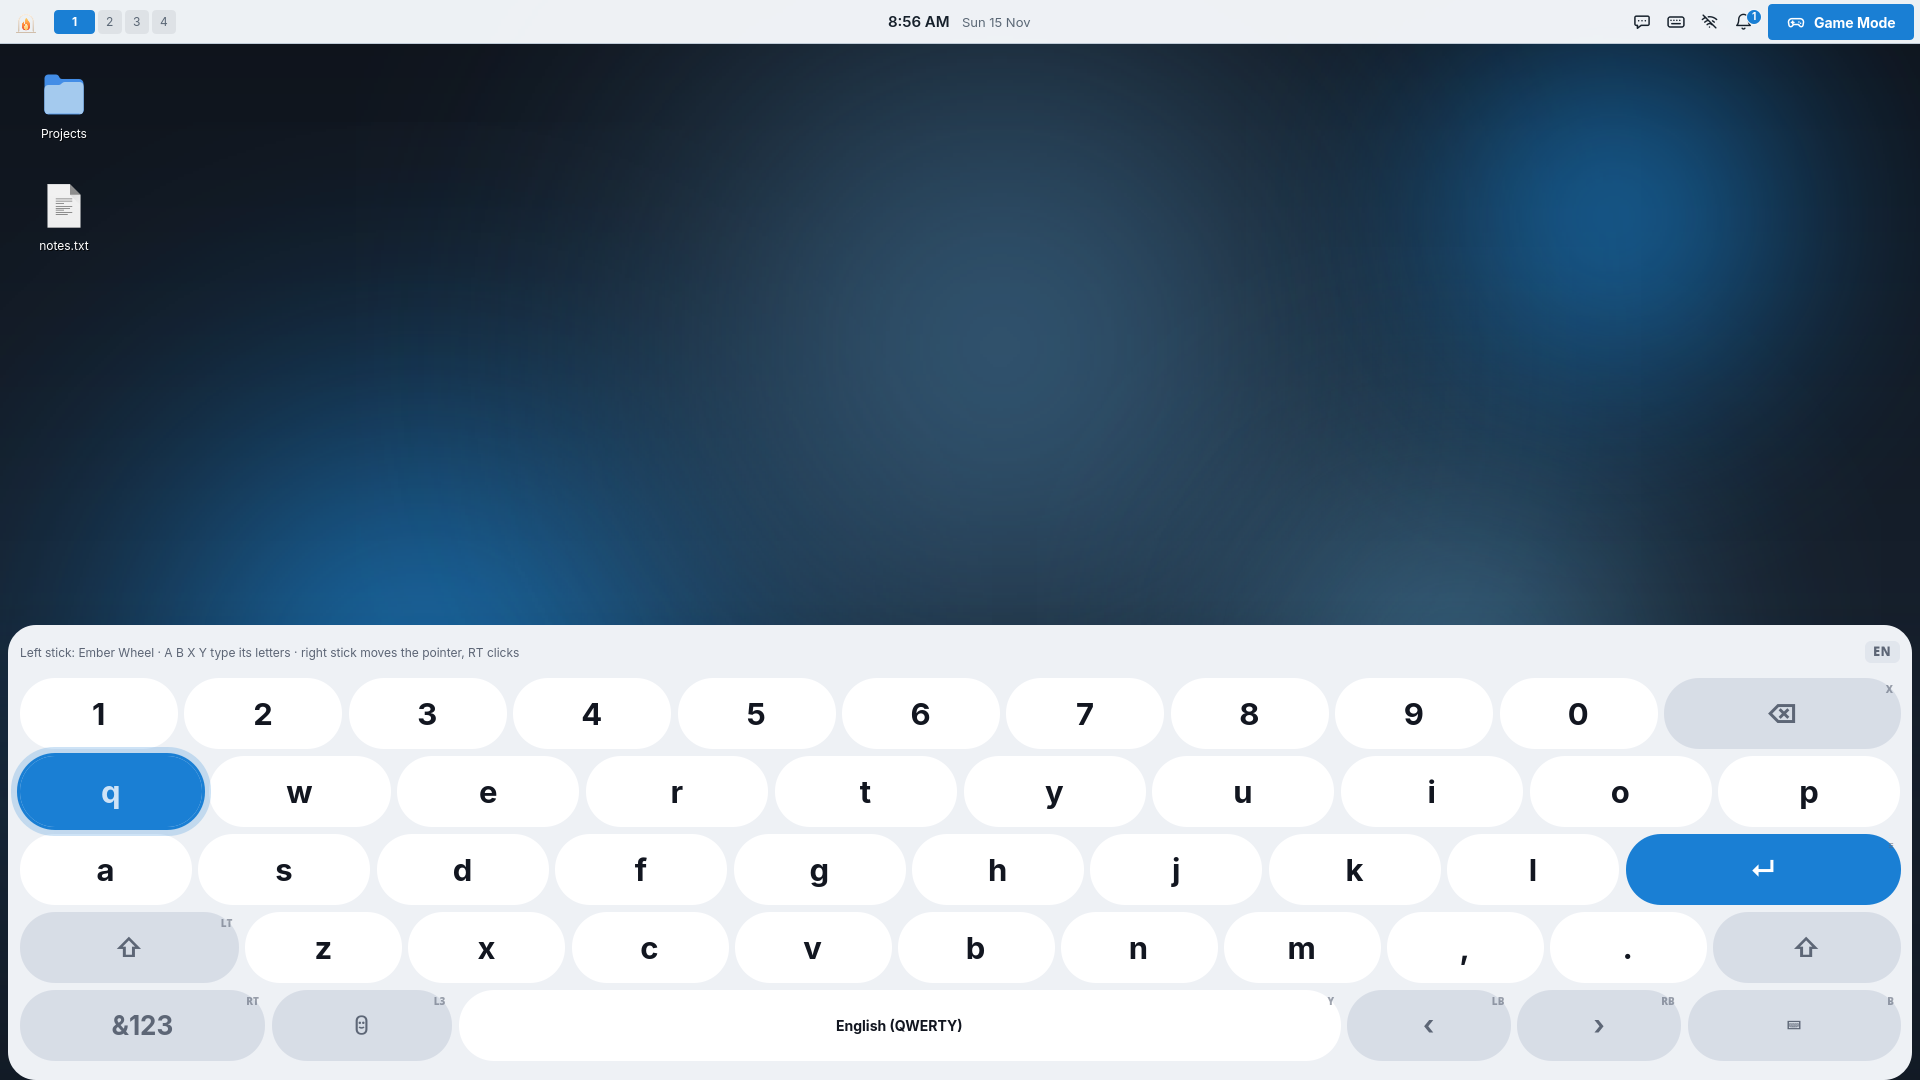 1 2 3 4 8:56 AM Sun 15 Nov 1 Game Mode
Projects
notes.txt
Left stick: Ember Wheel · A B X Y type its letters · right stick moves the pointer, RT clicks EN
1 2 3 4 5 6 7 8 9 0 X
q w e r t y u i o p
a s d f g h j k l
LT z x c v b n m , .
&123 RT L3 English (QWERTY) Y ‹ LB › RB B